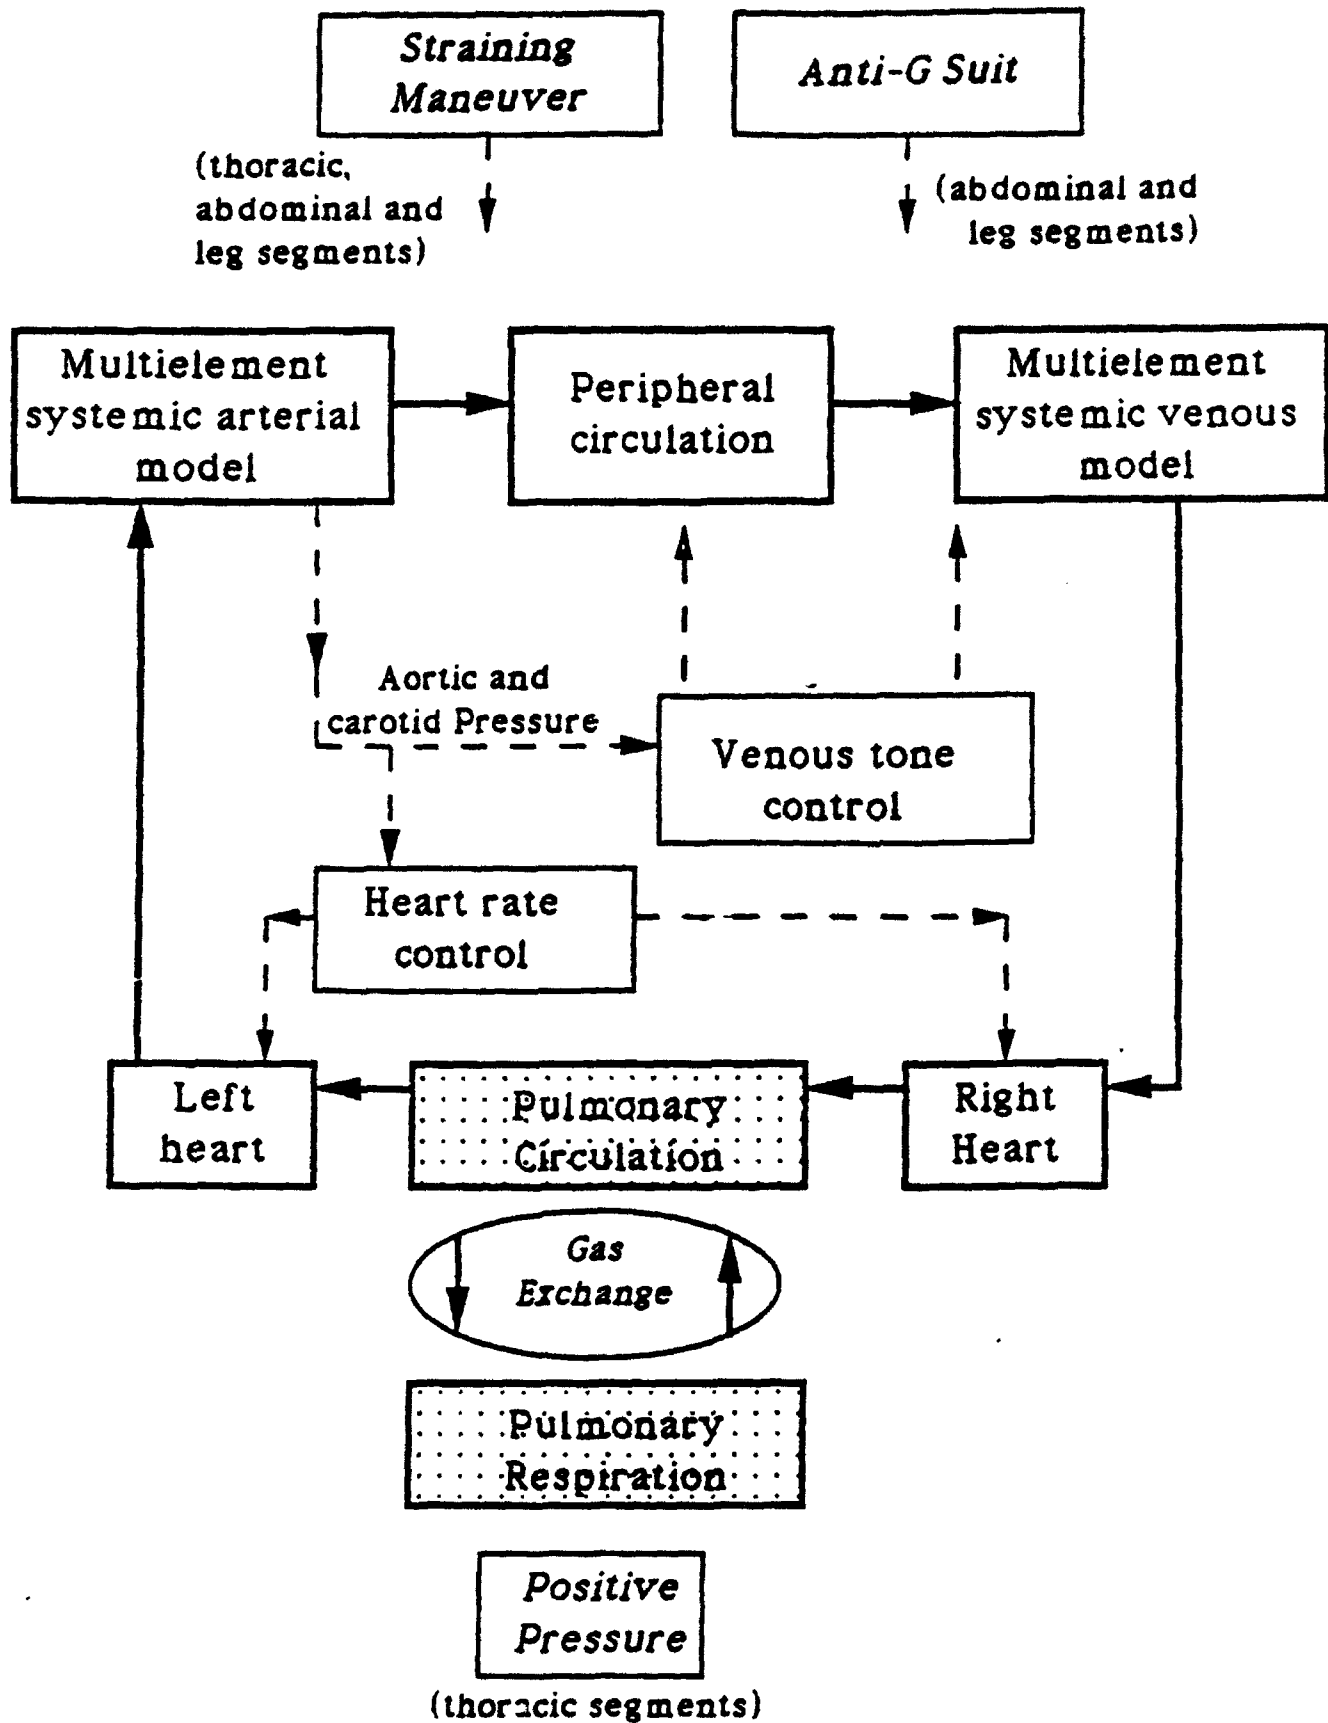 Straining
Maneuver
Anti-G Suit
(thoracic,
abdominal and
leg segments)
(abdominal and
leg segments)
Multielement
systemic arterial
model
Peripheral
circulation
Multielement
systemic venous
model
Aortic and
carotid Pressure
Venous tone
control
Heart rate
control
Left
heart
Pulmonary
Circulation
Right
Heart
Gas
Exchange
Pulmonary
Respiration
Positive
Pressure
(thoracic segments)